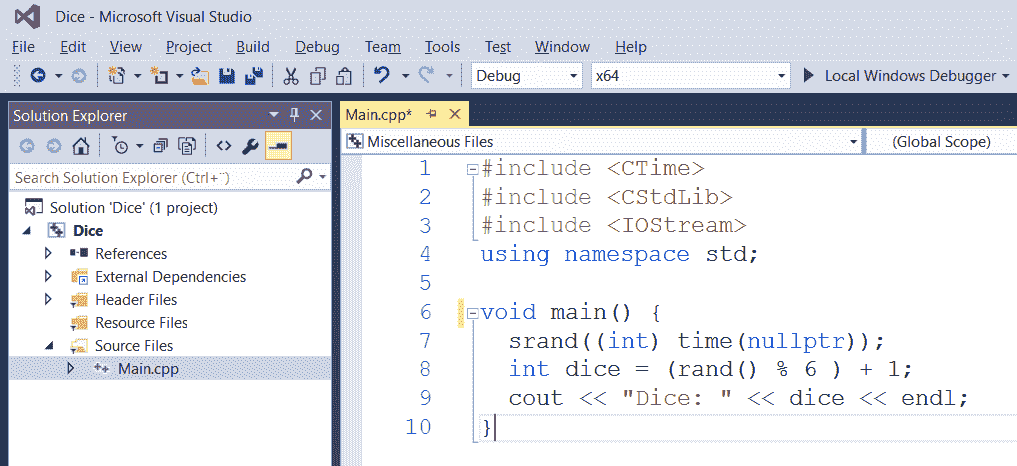 Dice - Microsoft Visual Studio
File Edit View Project Build Debug Team Tools Test Window Help
Debug x64 Local Windows Debugger
Solution Explorer
Search Solution Explorer (Ctrl+¨)
Solution 'Dice' (1 project)
Dice
References
External Dependencies
Header Files
Resource Files
Source Files
Main.cpp
Main.cpp*
Miscellaneous Files (Global Scope)
1 #include <CTime>
2 #include <CStdLib>
3 #include <IOStream>
4 using namespace std;
5
6 void main() {
7 srand((int) time(nullptr));
8 int dice = (rand() % 6 ) + 1;
9 cout << "Dice: " << dice << endl;
10 }